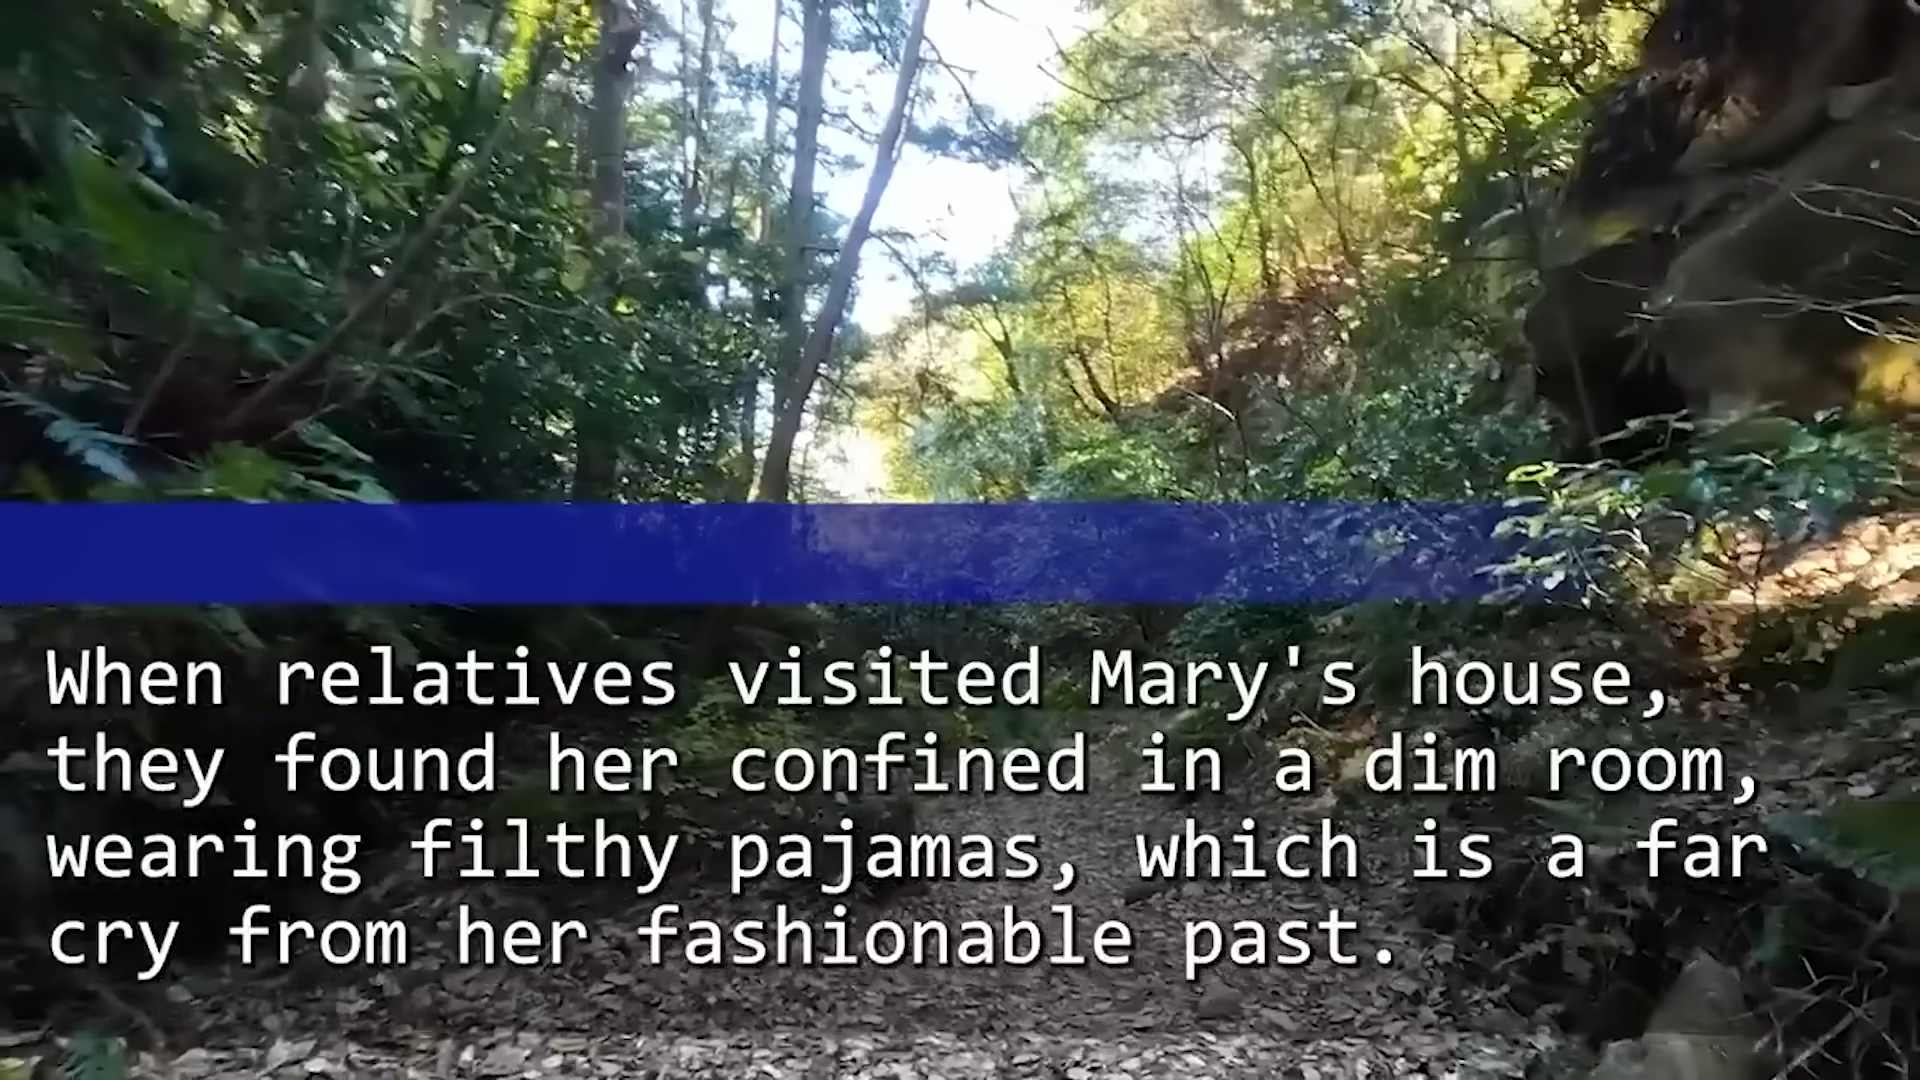 When relatives visited Mary's house,
they found her confined in a dim room,
wearing filthy pajamas, which is a far
cry from her fashionable past.